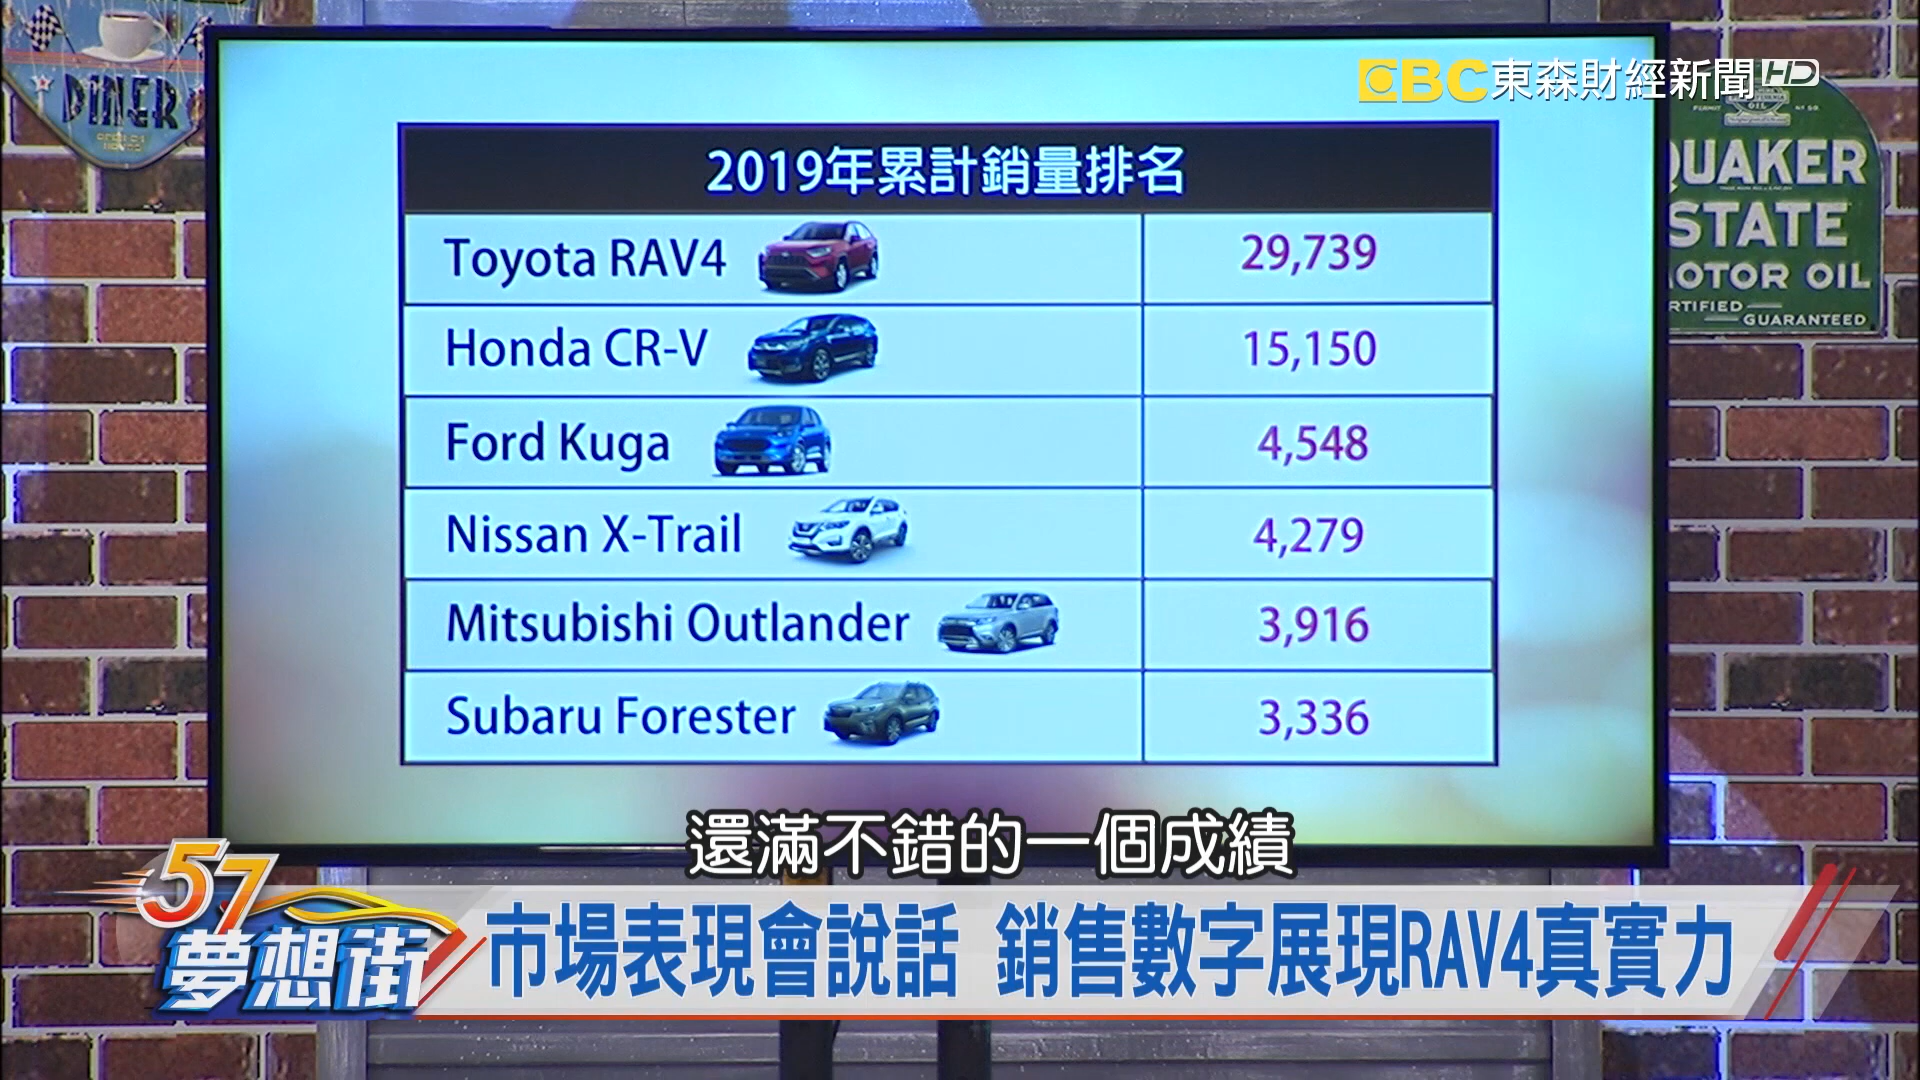 EBC東森財經新聞HD
DINER
QUAKER
STATE
MOTOR OIL
CERTIFIED
GUARANTEED
2019年累計銷量排名
Toyota RAV4 29,739
Honda CR-V 15,150
Ford Kuga 4,548
Nissan X-Trail 4,279
Mitsubishi Outlander 3,916
Subaru Forester 3,336
還滿不錯的一個成績
57夢想街
市場表現會說話 銷售數字展現RAV4真實力